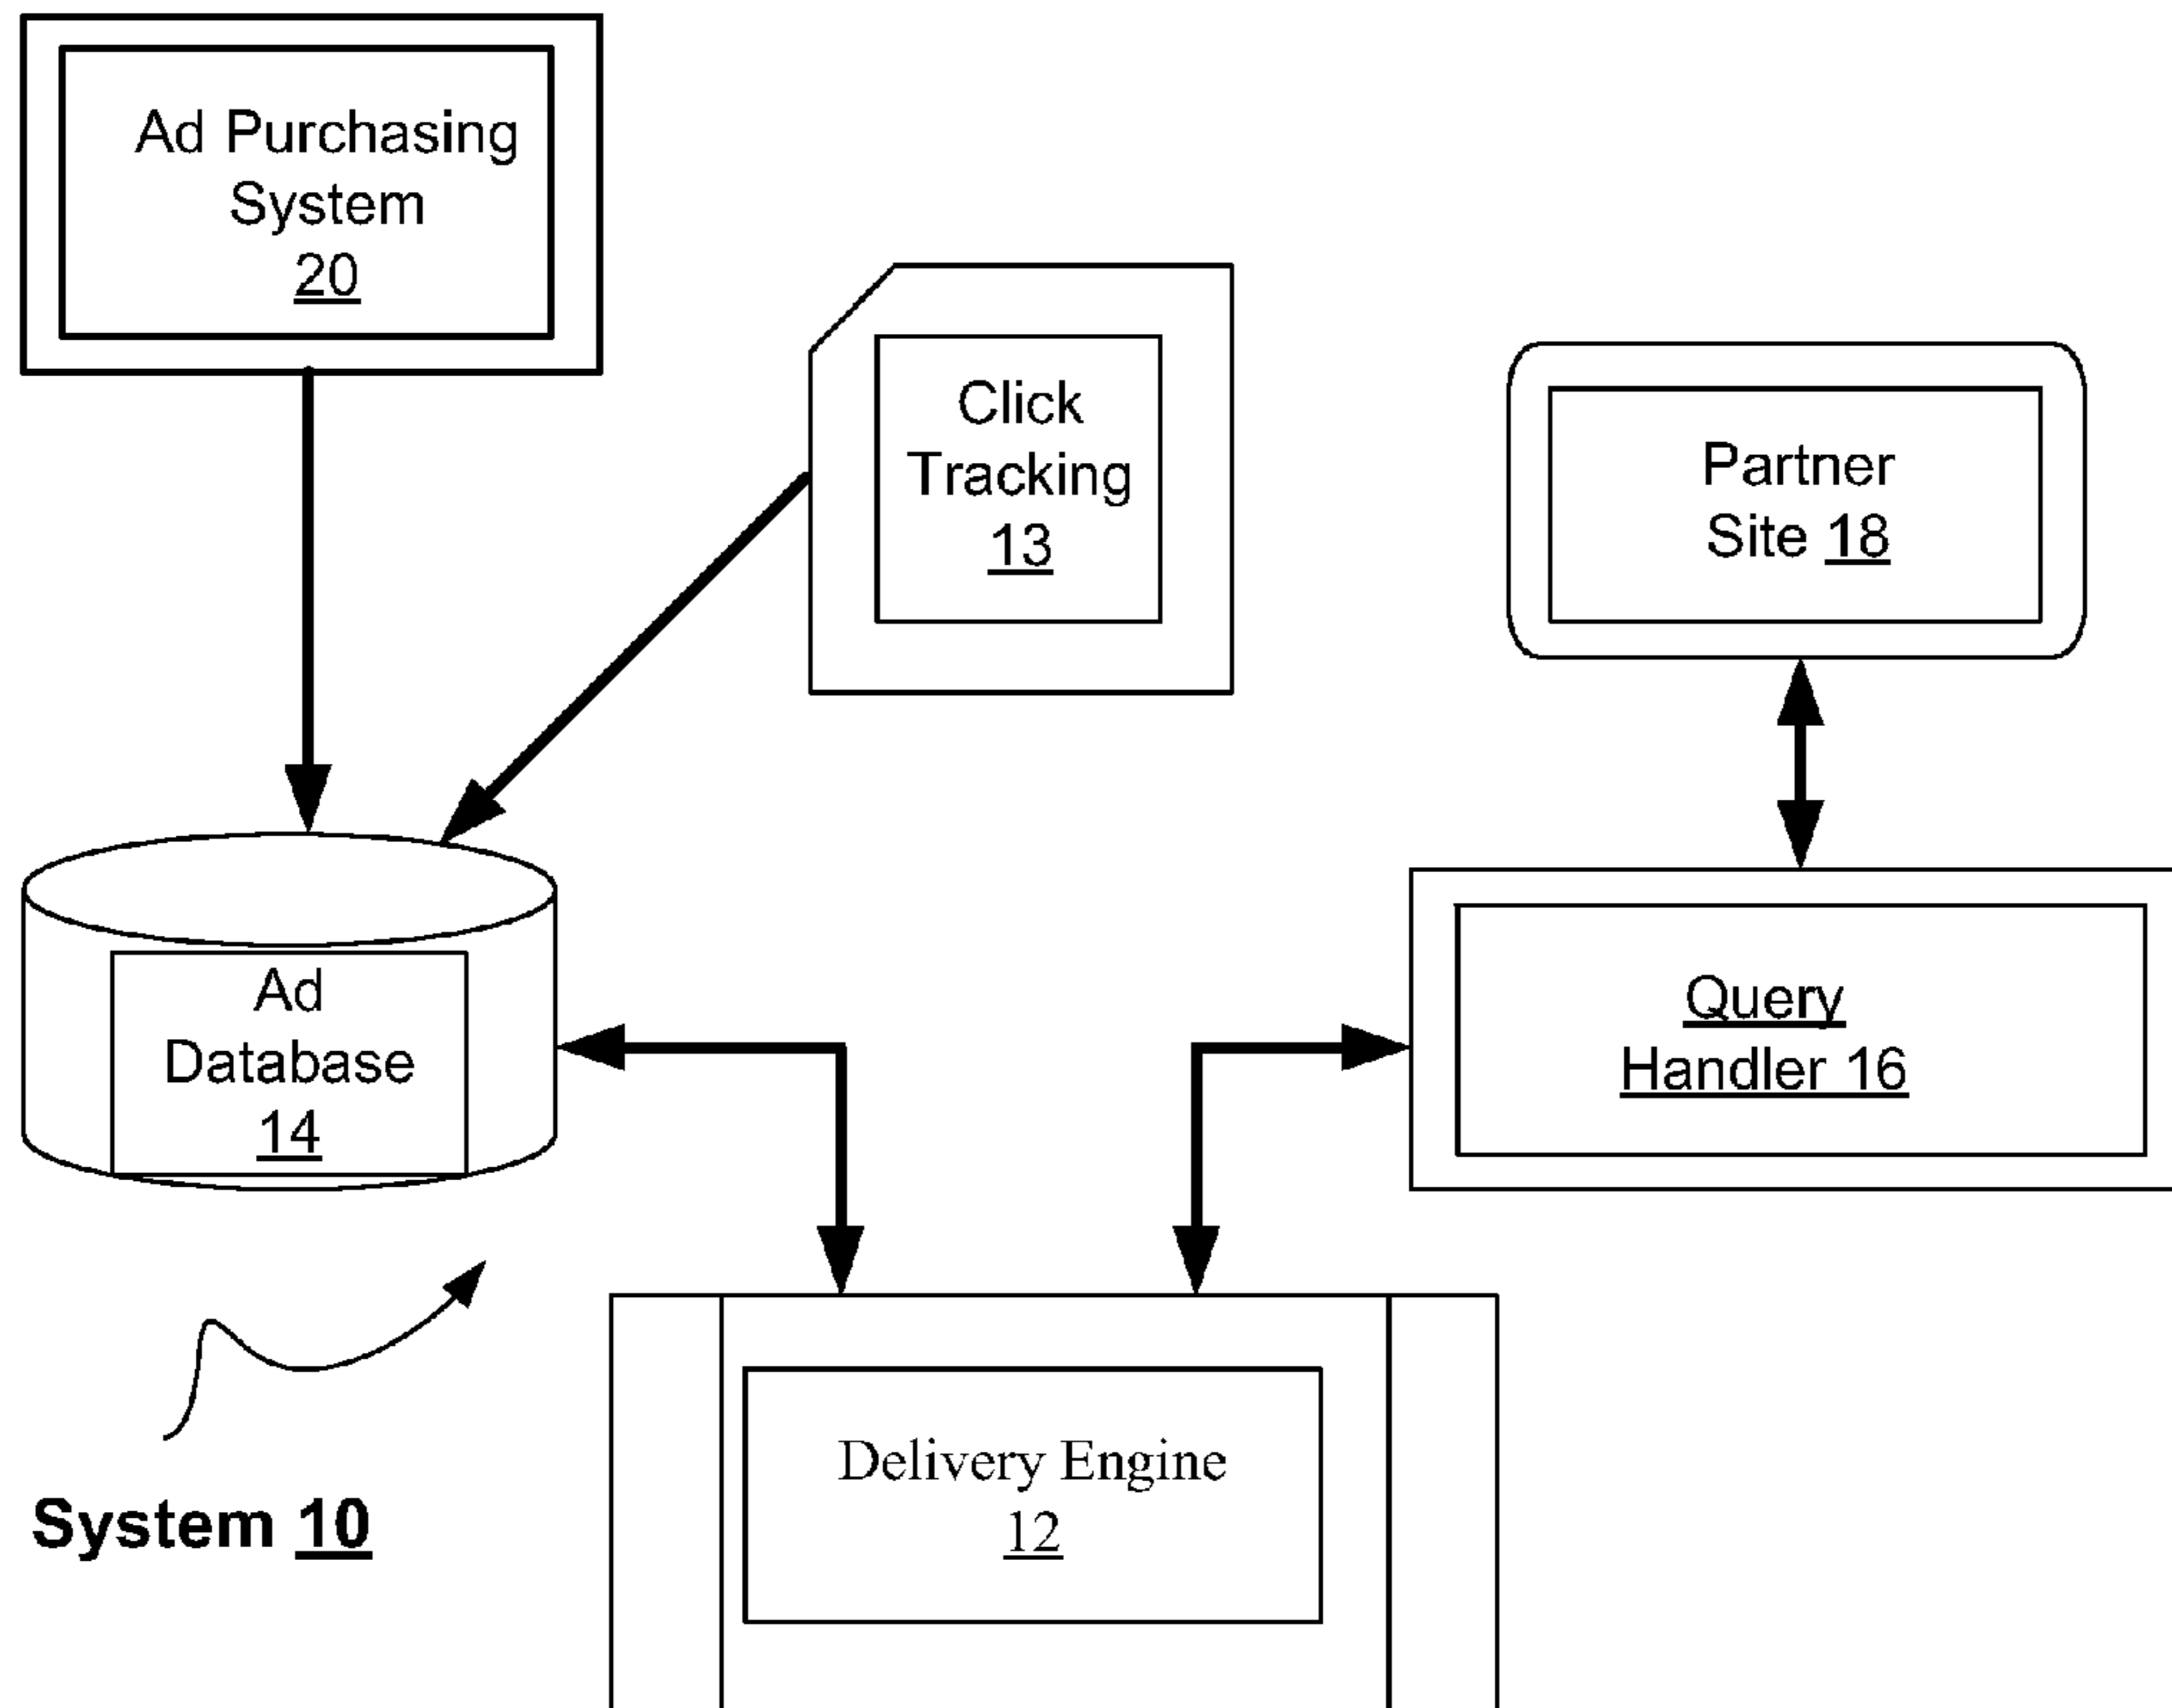 Ad Purchasing
System
20
Click
Tracking
13
Partner
Site 18
Ad
Database
14
Query
Handler 16
Delivery Engine
12
System 10